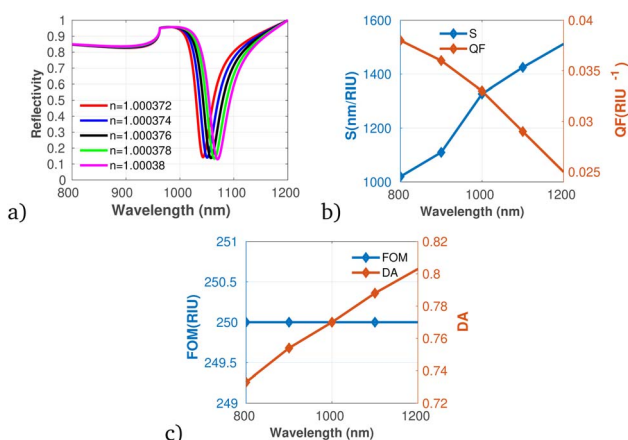 1
0.9
0.8
0.7
0.6
0.5
0.4
0.3
0.2
0.1
0
Reflectivity
n=1.000372
n=1.000374
n=1.000376
n=1.000378
n=1.00038
800 900 1000 1100 1200
Wavelength (nm)
a)
1600
1400
1200
1000
S(nm/RIU)
S
QF
0.04
0.035
0.03
0.025
QF(RIU -1)
800 900 1000 1100 1200
Wavelength (nm)
b)
251
250.5
250
249.5
249
FOM(RIU)
FOM
DA
0.82
0.8
0.78
0.76
0.74
0.72
DA
800 1000 1200
Wavelength (nm)
c)